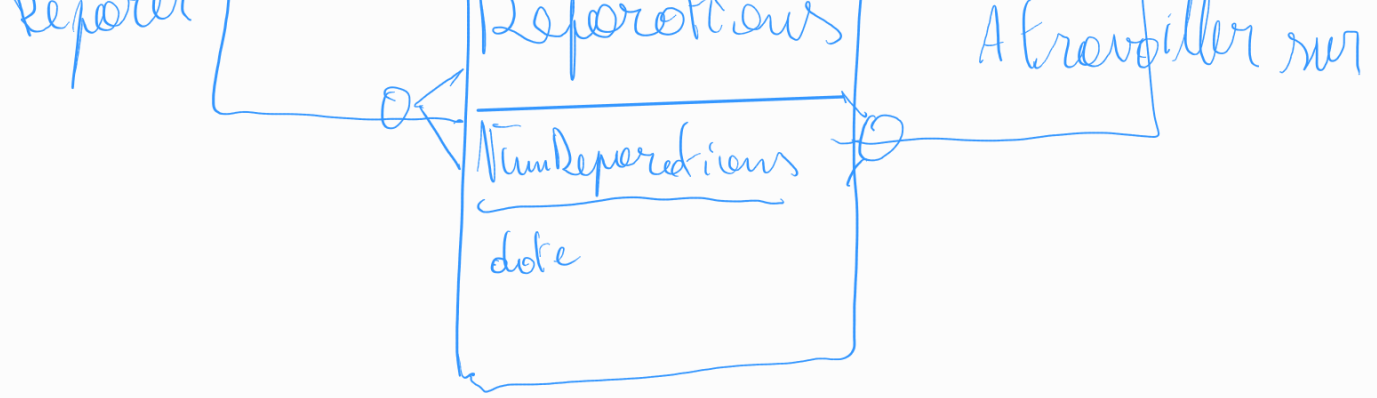 Reparer
Reparations
A travailler sur
NumReparations
date